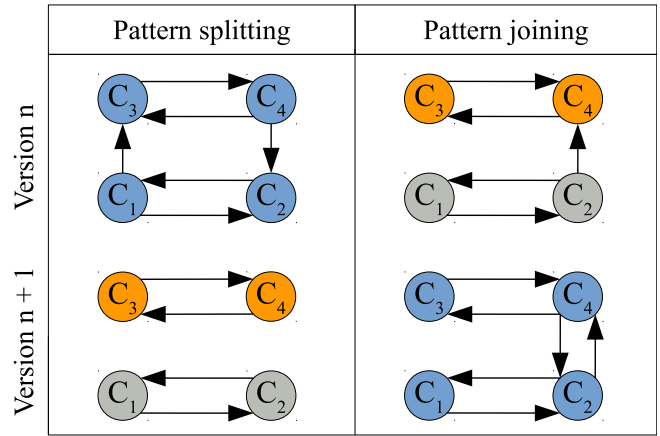 Pattern splitting Pattern joining
Version n
C3 C4 C3 C4
C1 C2 C1 C2
Version n + 1
C3 C4 C3 C4
C1 C2 C1 C2